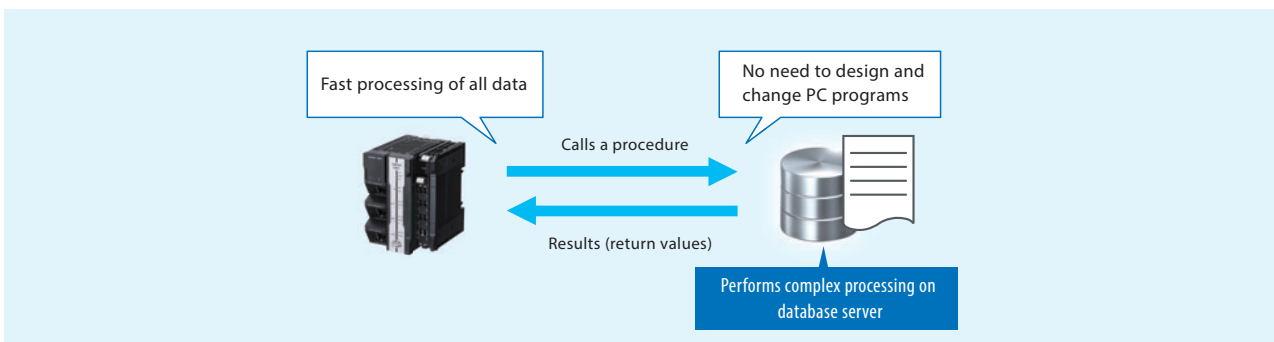 Fast processing of all data
No need to design and
change PC programs
Calls a procedure
Results (return values)
Performs complex processing on
database server